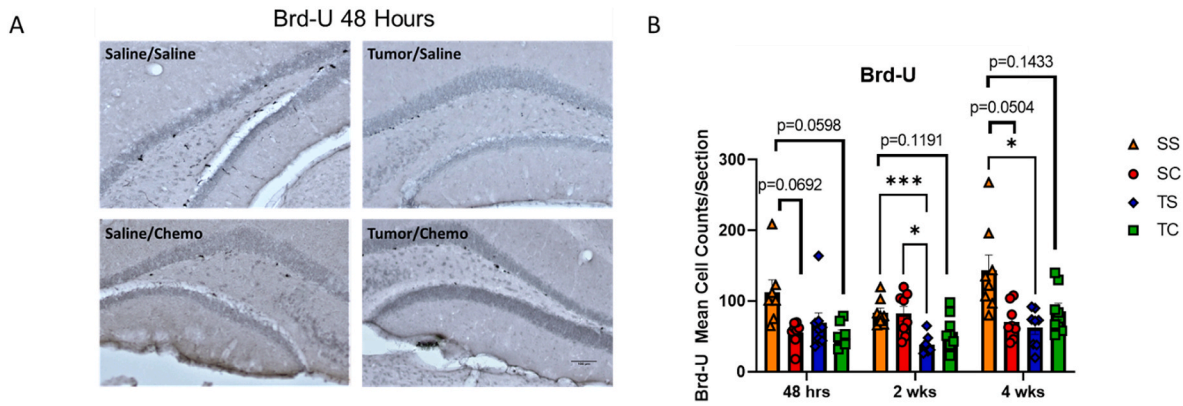 A
Brd-U 48 Hours
Saline/Saline
Tumor/Saline
Saline/Chemo
Tumor/Chemo
B
Brd-U
Brd-U Mean Cell Counts/Section
300
200
100
0
p=0.0692
p=0.0598
***
*
p=0.1191
p=0.0504
*
p=0.1433
48 hrs
2 wks
4 wks
SS
SC
TS
TC